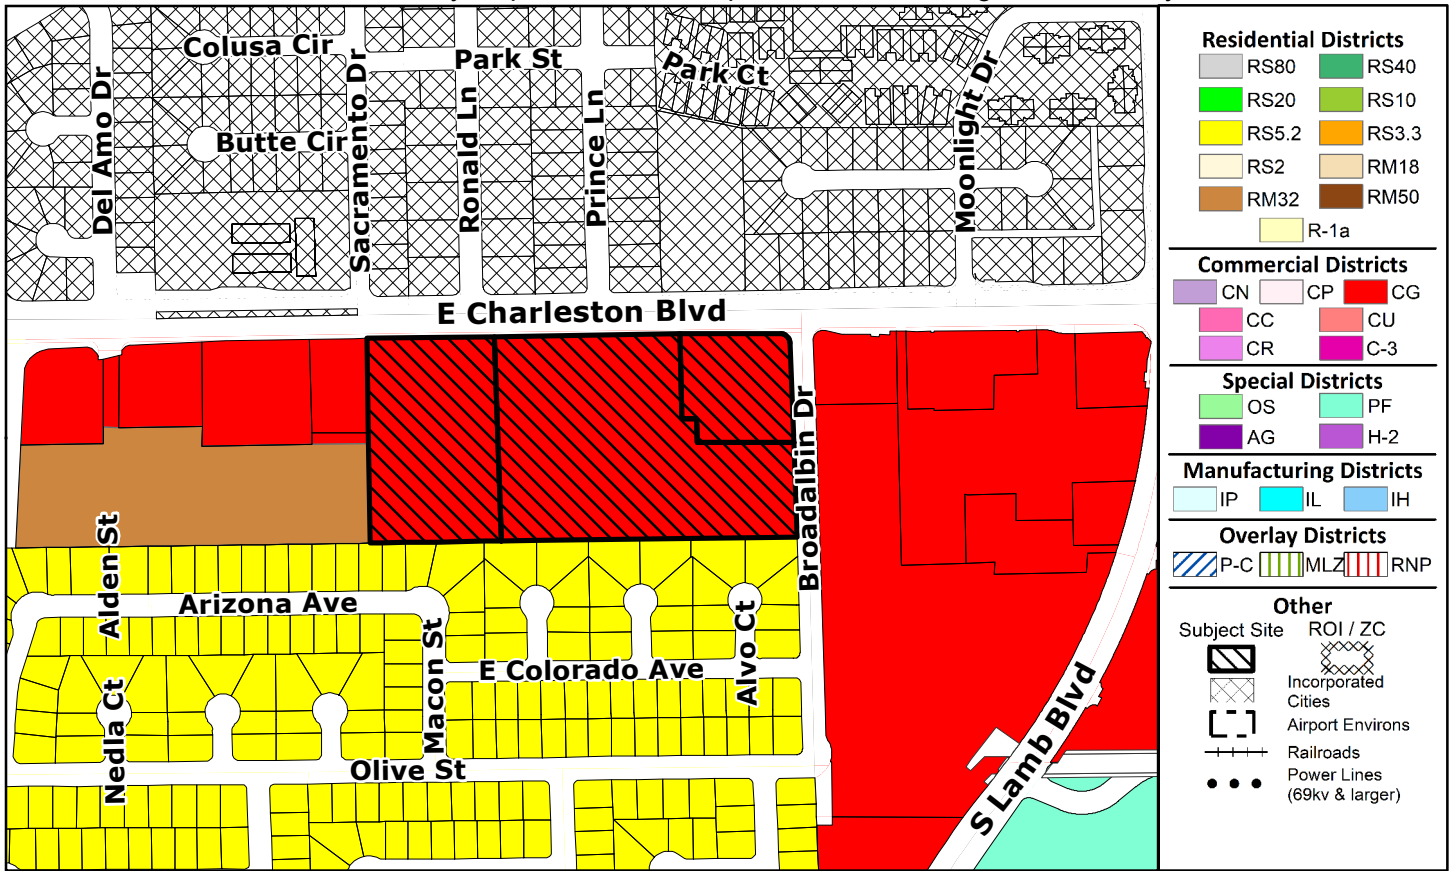 Colusa Cir
Park St
Park Ct
Butte Cir
Del Amo Dr
Sacramento Dr
Ronald Ln
Prince Ln
Moonlight Dr
E Charleston Blvd
Broadalbin Dr
Alden St
Arizona Ave
Macon St
E Colorado Ave
Alvo Ct
Nedla Ct
Olive St
S Lamb Blvd
Residential Districts
RS80 RS40
RS20 RS10
RS5.2 RS3.3
RS2 RM18
RM32 RM50
R-1a
Commercial Districts
CN CP CG
CC CU
CR C-3
Special Districts
OS PF
AG H-2
Manufacturing Districts
IP IL IH
Overlay Districts
P-C MLZ RNP
Other
Subject Site ROI / ZC
Incorporated
Cities
Airport Environs
Railroads
Power Lines
(69kv & larger)